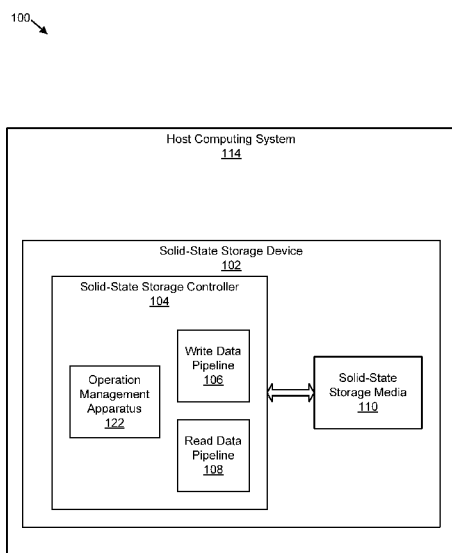 100
Host Computing System
114
Solid-State Storage Device
102
Solid-State Storage Controller
104
Write Data
Pipeline
106
Operation
Management
Apparatus
122
Solid-State
Storage Media
110
Read Data
Pipeline
108